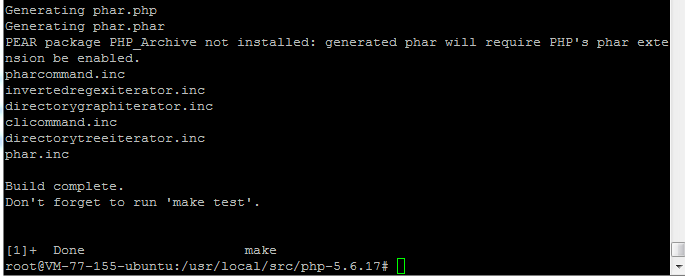 Generating phar.php
Generating phar.phar
PEAR package PHP_Archive not installed: generated phar will require PHP's phar exte
nsion be enabled.
pharcommand.inc
invertedregexiterator.inc
directorygraphiterator.inc
clicommand.inc
directorytreeiterator.inc
phar.inc
Build complete.
Don't forget to run 'make test'.
[1]+  Done                    make
root@VM-77-155-ubuntu:/usr/local/src/php-5.6.17#